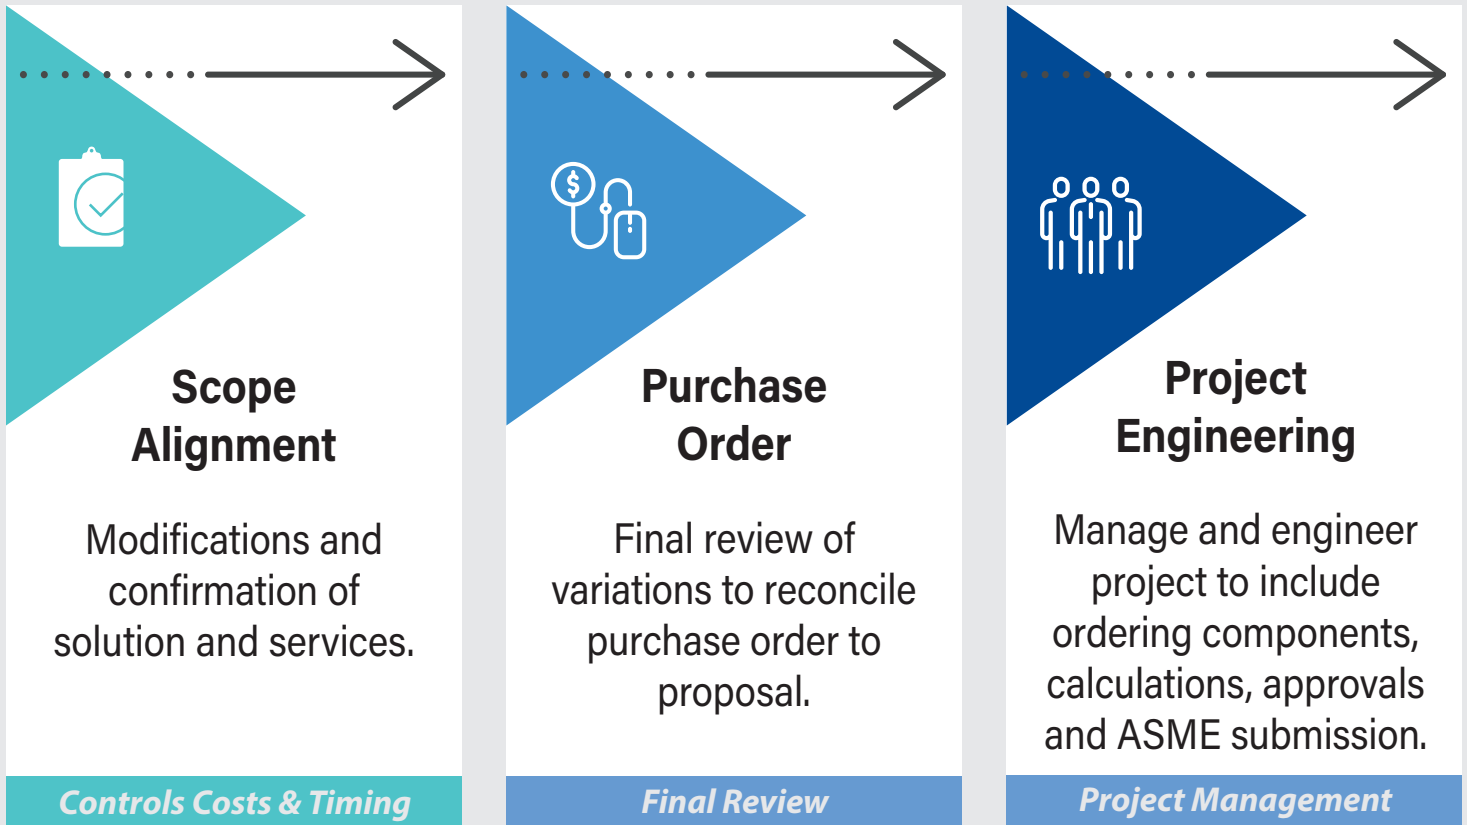 Scope
Alignment
Modifications and
confirmation of
solution and services.
Controls Costs & Timing
$
Purchase
Order
Final review of
variations to reconcile
purchase order to
proposal.
Final Review
Project
Engineering
Manage and engineer
project to include
ordering components,
calculations, approvals
and ASME submission.
Project Management